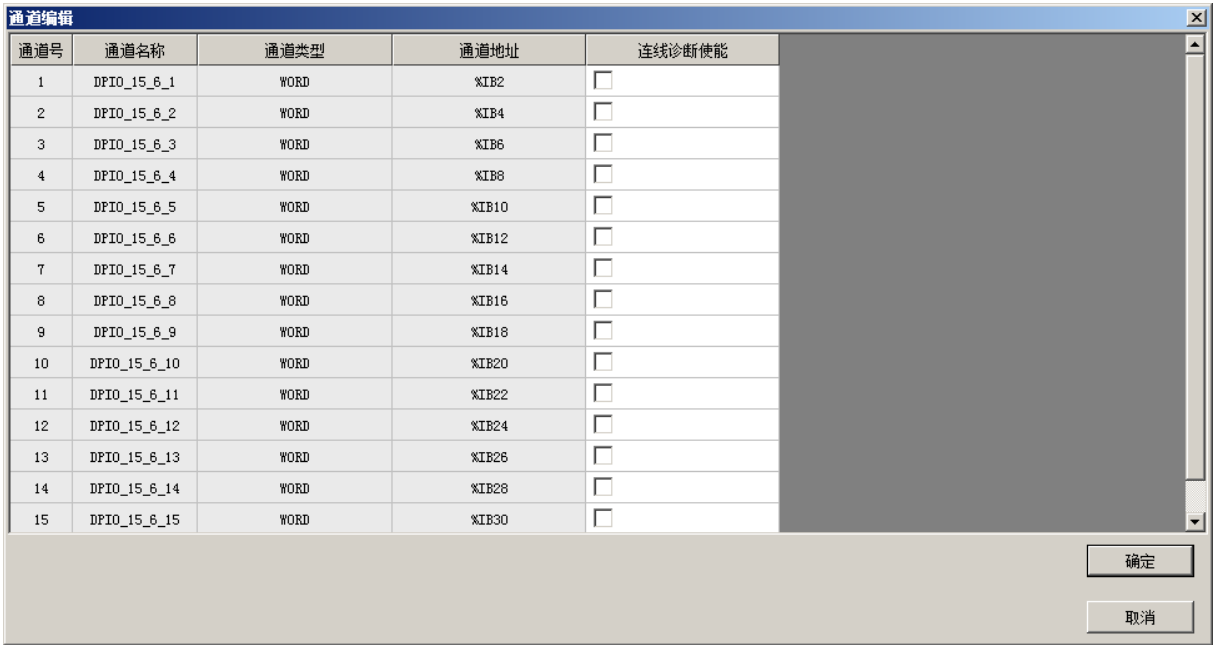 通道编辑
通道号 通道名称 通道类型 通道地址 连线诊断使能
1 DPIO_15_6_1 WORD %IB2
2 DPIO_15_6_2 WORD %IB4
3 DPIO_15_6_3 WORD %IB6
4 DPIO_15_6_4 WORD %IB8
5 DPIO_15_6_5 WORD %IB10
6 DPIO_15_6_6 WORD %IB12
7 DPIO_15_6_7 WORD %IB14
8 DPIO_15_6_8 WORD %IB16
9 DPIO_15_6_9 WORD %IB18
10 DPIO_15_6_10 WORD %IB20
11 DPIO_15_6_11 WORD %IB22
12 DPIO_15_6_12 WORD %IB24
13 DPIO_15_6_13 WORD %IB26
14 DPIO_15_6_14 WORD %IB28
15 DPIO_15_6_15 WORD %IB30
确定
取消